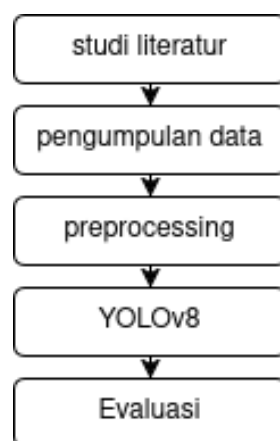 studi literatur
pengumpulan data
preprocessing
YOLOv8
Evaluasi